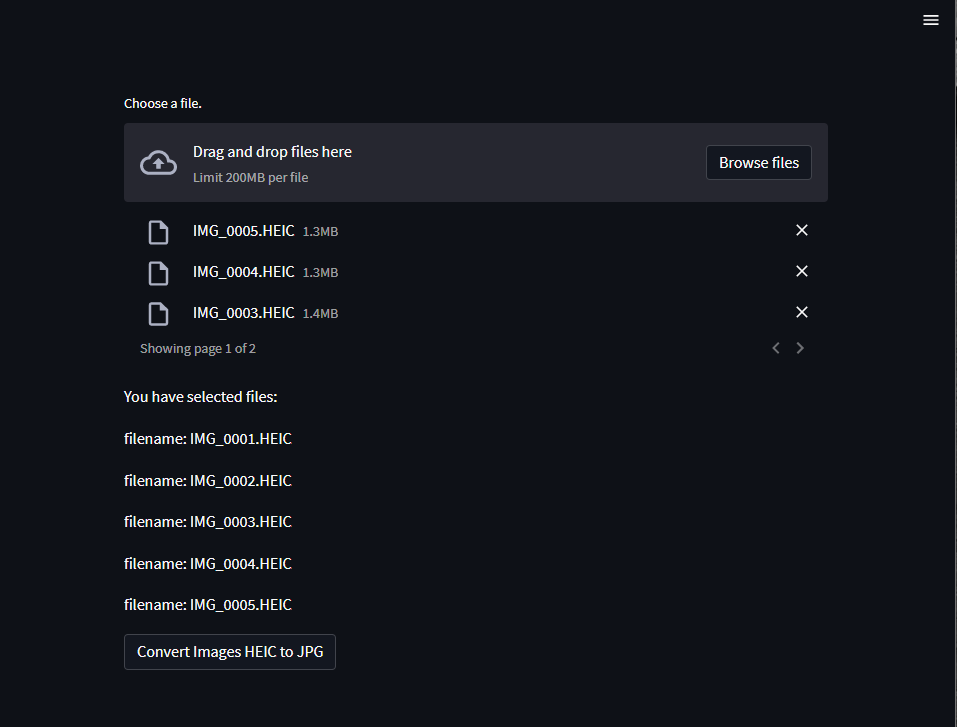 Choose a file.
Drag and drop files here
Limit 200MB per file
Browse files
IMG_0005.HEIC 1.3MB
IMG_0004.HEIC 1.3MB
IMG_0003.HEIC 1.4MB
Showing page 1 of 2
You have selected files:
filename: IMG_0001.HEIC
filename: IMG_0002.HEIC
filename: IMG_0003.HEIC
filename: IMG_0004.HEIC
filename: IMG_0005.HEIC
Convert Images HEIC to JPG